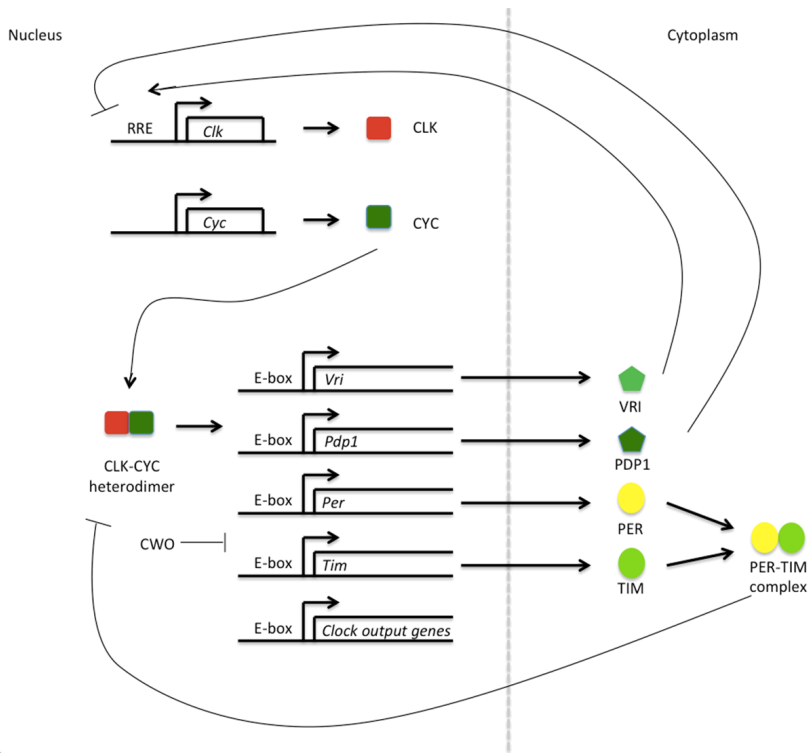 Nucleus
Cytoplasm
RRE
Clk
CLK
Cyc
CYC
E-box
Vri
VRI
E-box
Pdp1
PDP1
CLK-CYC
heterodimer
E-box
Per
PER
CWO
E-box
Tim
TIM
PER-TIM
complex
E-box
Clock output genes